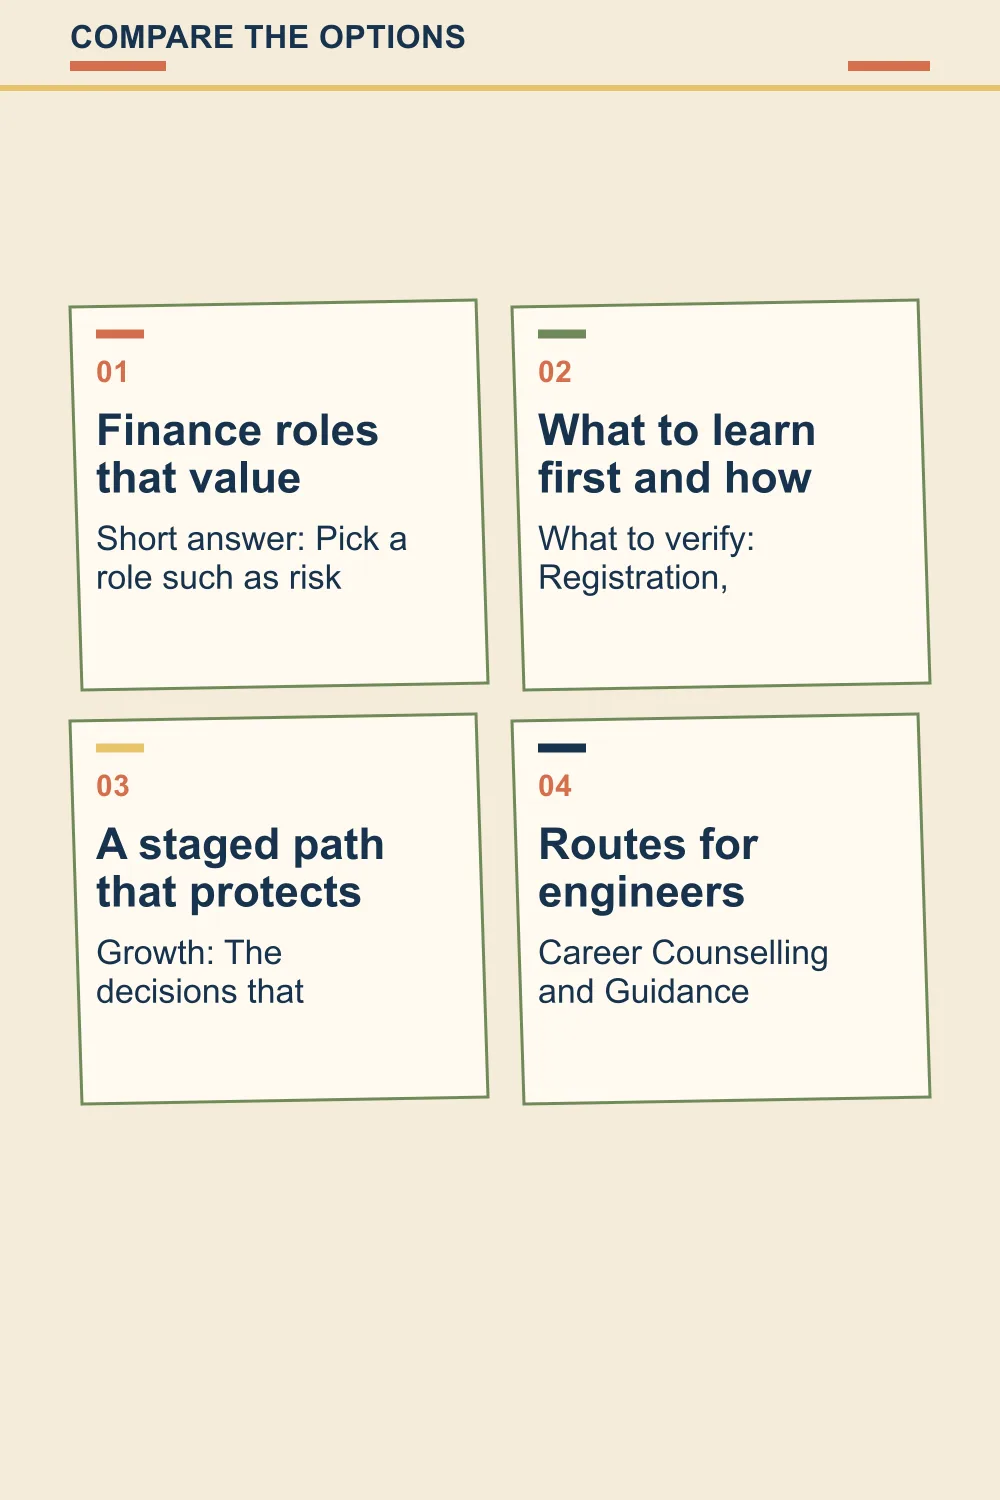 COMPARE THE OPTIONS
01
Finance roles
that value
Short answer: Pick a
role such as risk
02
What to learn
first and how
What to verify:
Registration,
03
A staged path
that protects
Growth: The
decisions that
04
Routes for
engineers
Career Counselling
and Guidance